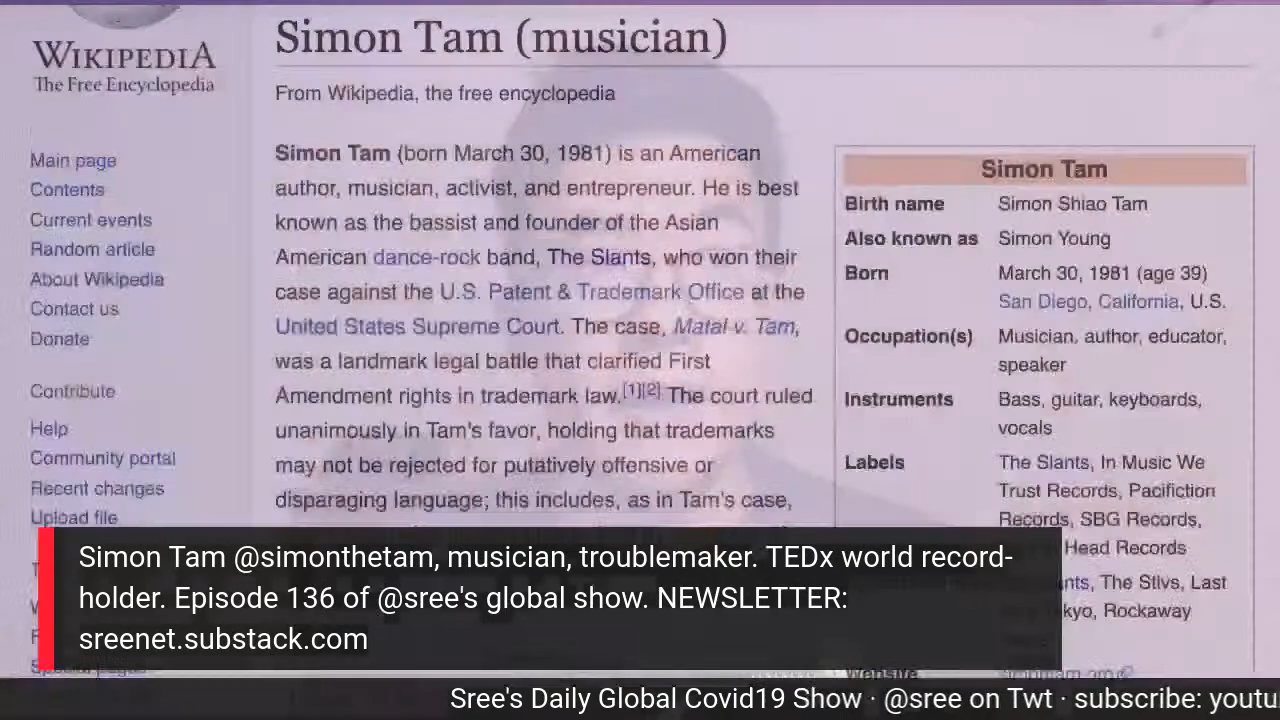 WIKIPEDIA
The Free Encyclopedia
Main page
Contents
Current events
Random article
About Wikipedia
Contact us
Donate
Contribute
Help
Community portal
Recent changes
Upload file
Simon Tam (musician)
From Wikipedia, the free encyclopedia
Simon Tam (born March 30, 1981) is an American
author, musician, activist, and entrepreneur. He is best
known as the bassist and founder of the Asian
American dance-rock band, The Slants, who won their
case against the U.S. Patent & Trademark Office at the
United States Supreme Court. The case, Matal v. Tam,
was a landmark legal battle that clarified First
Amendment rights in trademark law.[1][2] The court ruled
unanimously in Tam's favor, holding that trademarks
may not be rejected for putatively offensive or
disparaging language; this includes, as in Tam's case,
Simon Tam
Birth name Simon Shiao Tam
Also known as Simon Young
Born March 30, 1981 (age 39)
San Diego, California, U.S.
Occupation(s) Musician, author, educator,
speaker
Instruments Bass, guitar, keyboards,
vocals
Labels The Slants, In Music We
Trust Records, Pacifiction
Records, SBG Records,
Head Records
The Stivs, Last
Rockaway
Website
Simon Tam @simonthetam, musician, troublemaker. TEDx world record-
holder. Episode 136 of @sree's global show. NEWSLETTER:
sreenet.substack.com
Sree's Daily Global Covid19 Show · @sree on Twt · subscribe: youtu